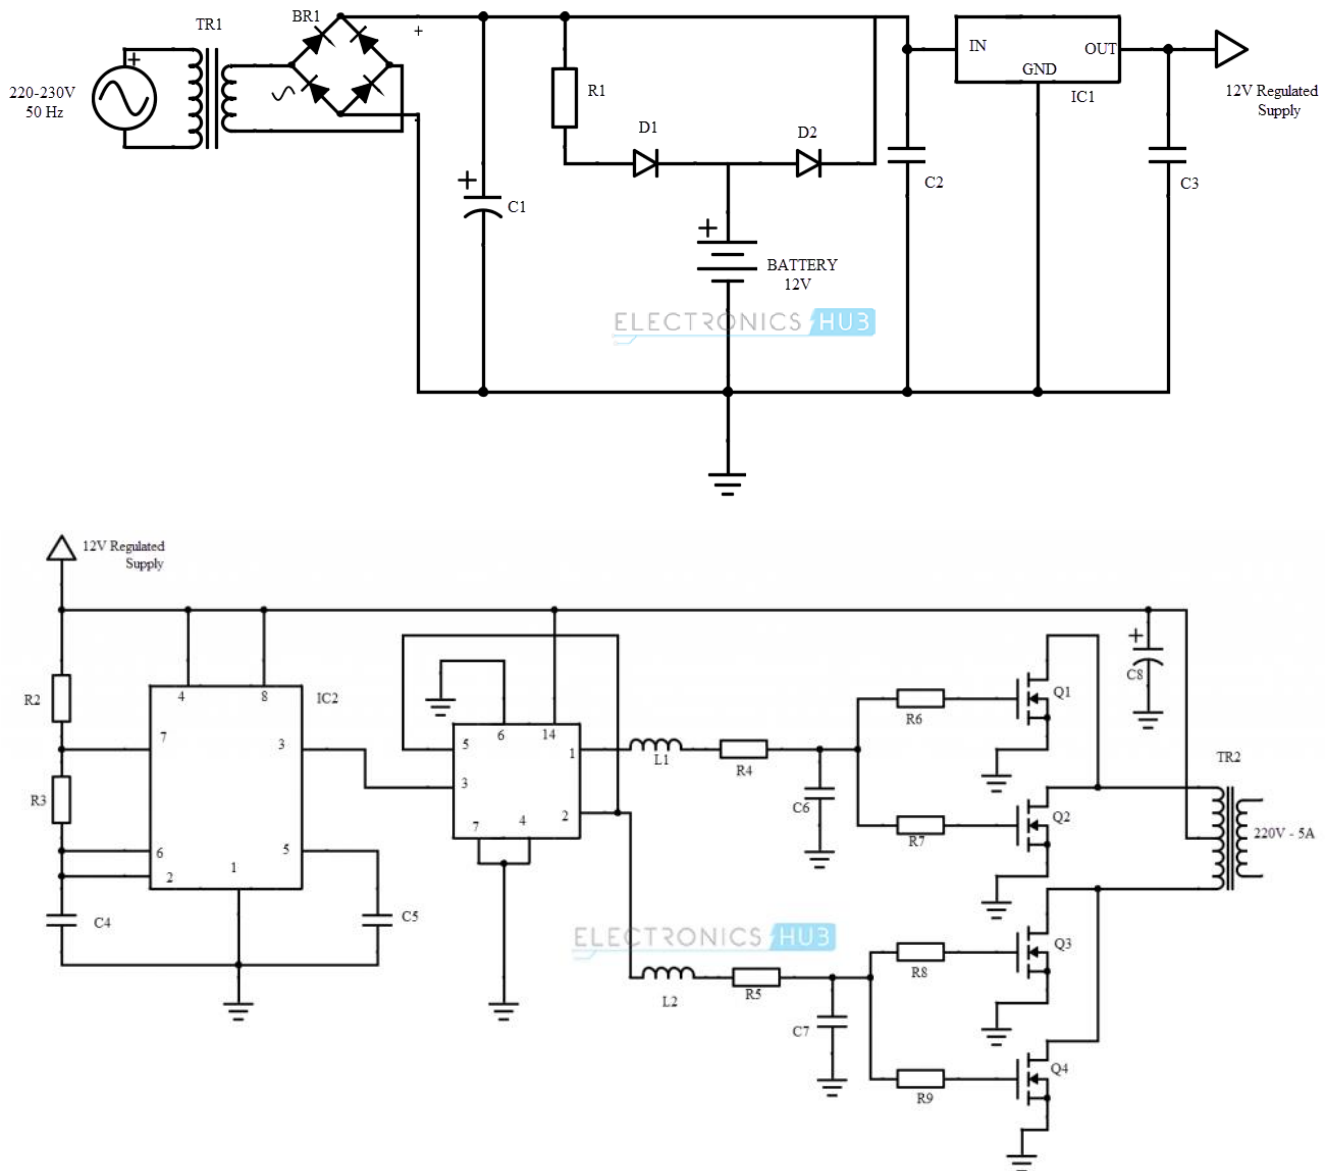 TR1
BR1
+
220-230V
50 Hz
+
R1
D1
D2
+
C1
+
BATTERY
12V
C2
IN
OUT
GND
IC1
C3
12V Regulated
Supply
ELECTRONICS HUB
12V Regulated
Supply
R2
R3
4
8
IC2
7
3
6
2
1
5
C4
C5
5
6
14
1
3
2
7
4
L1
R4
C6
R6
R7
Q1
Q2
+
C8
TR2
220V - 5A
ELECTRONICS HUB
L2
R5
C7
R8
R9
Q3
Q4